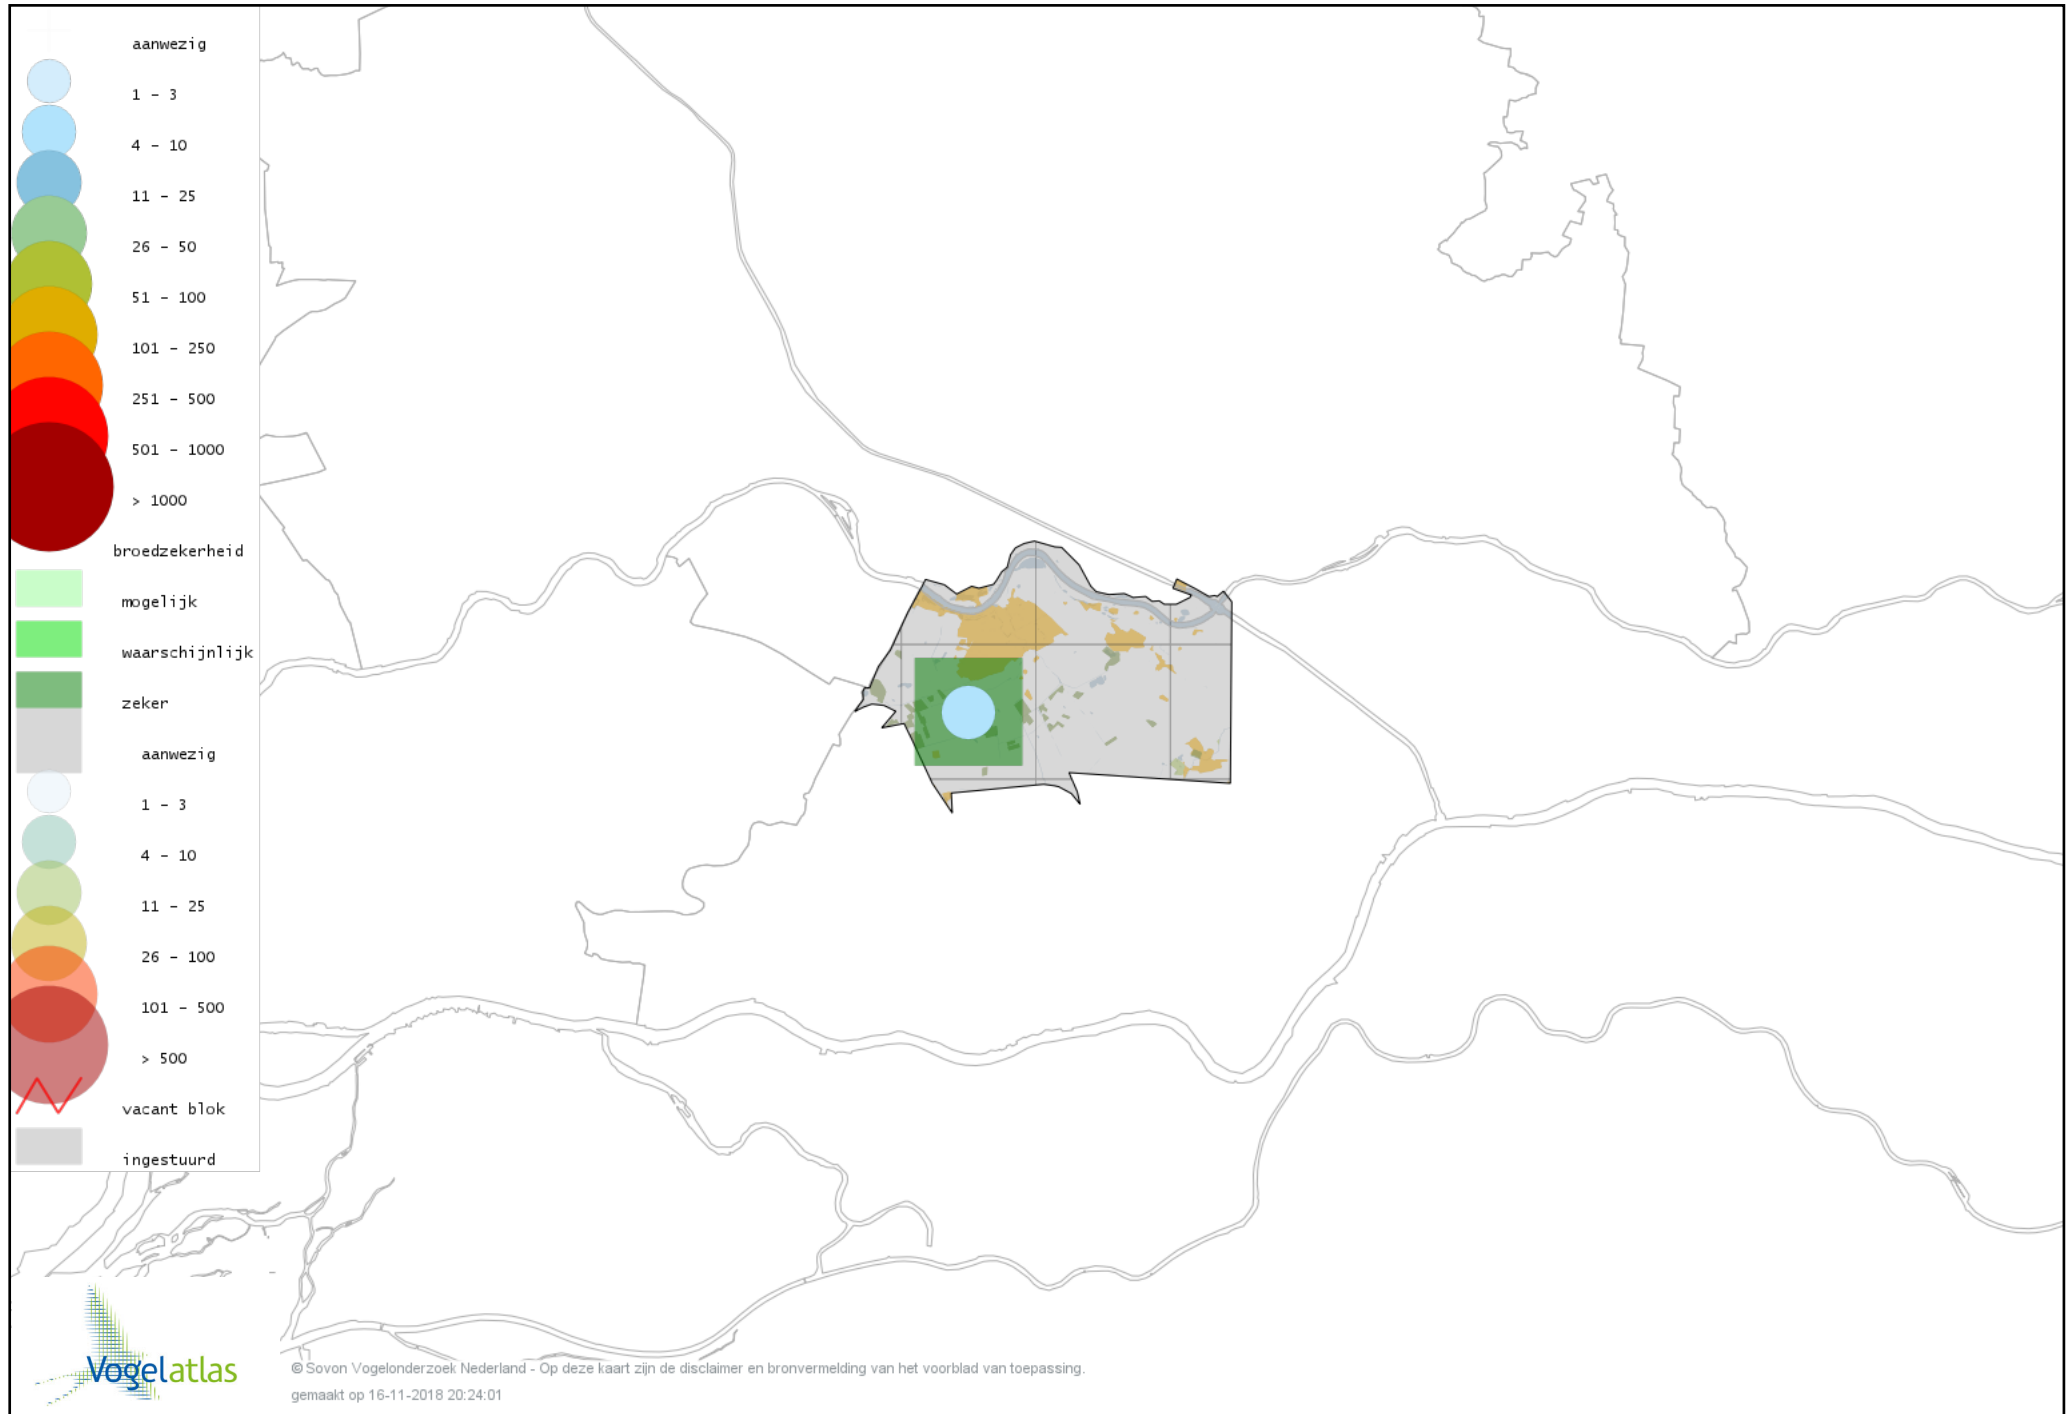 aanwezig
1 - 3
4 - 10
11 - 25
26 - 50
51 - 100
101 - 250
251 - 500
501 - 1000
> 1000
broedzekerheid
mogelijk
waarschijnlijk
zeker
aanwezig
1 - 3
4 - 10
11 - 25
26 - 100
101 - 500
> 500
vacant blok
ingestuurd
Vogelatlas
© Sovon Vogelonderzoek Nederland - Op deze kaart zijn de disclaimer en bronvermelding van het voorblad van toepassing.
gemaakt op 16-11-2018 20:24:01